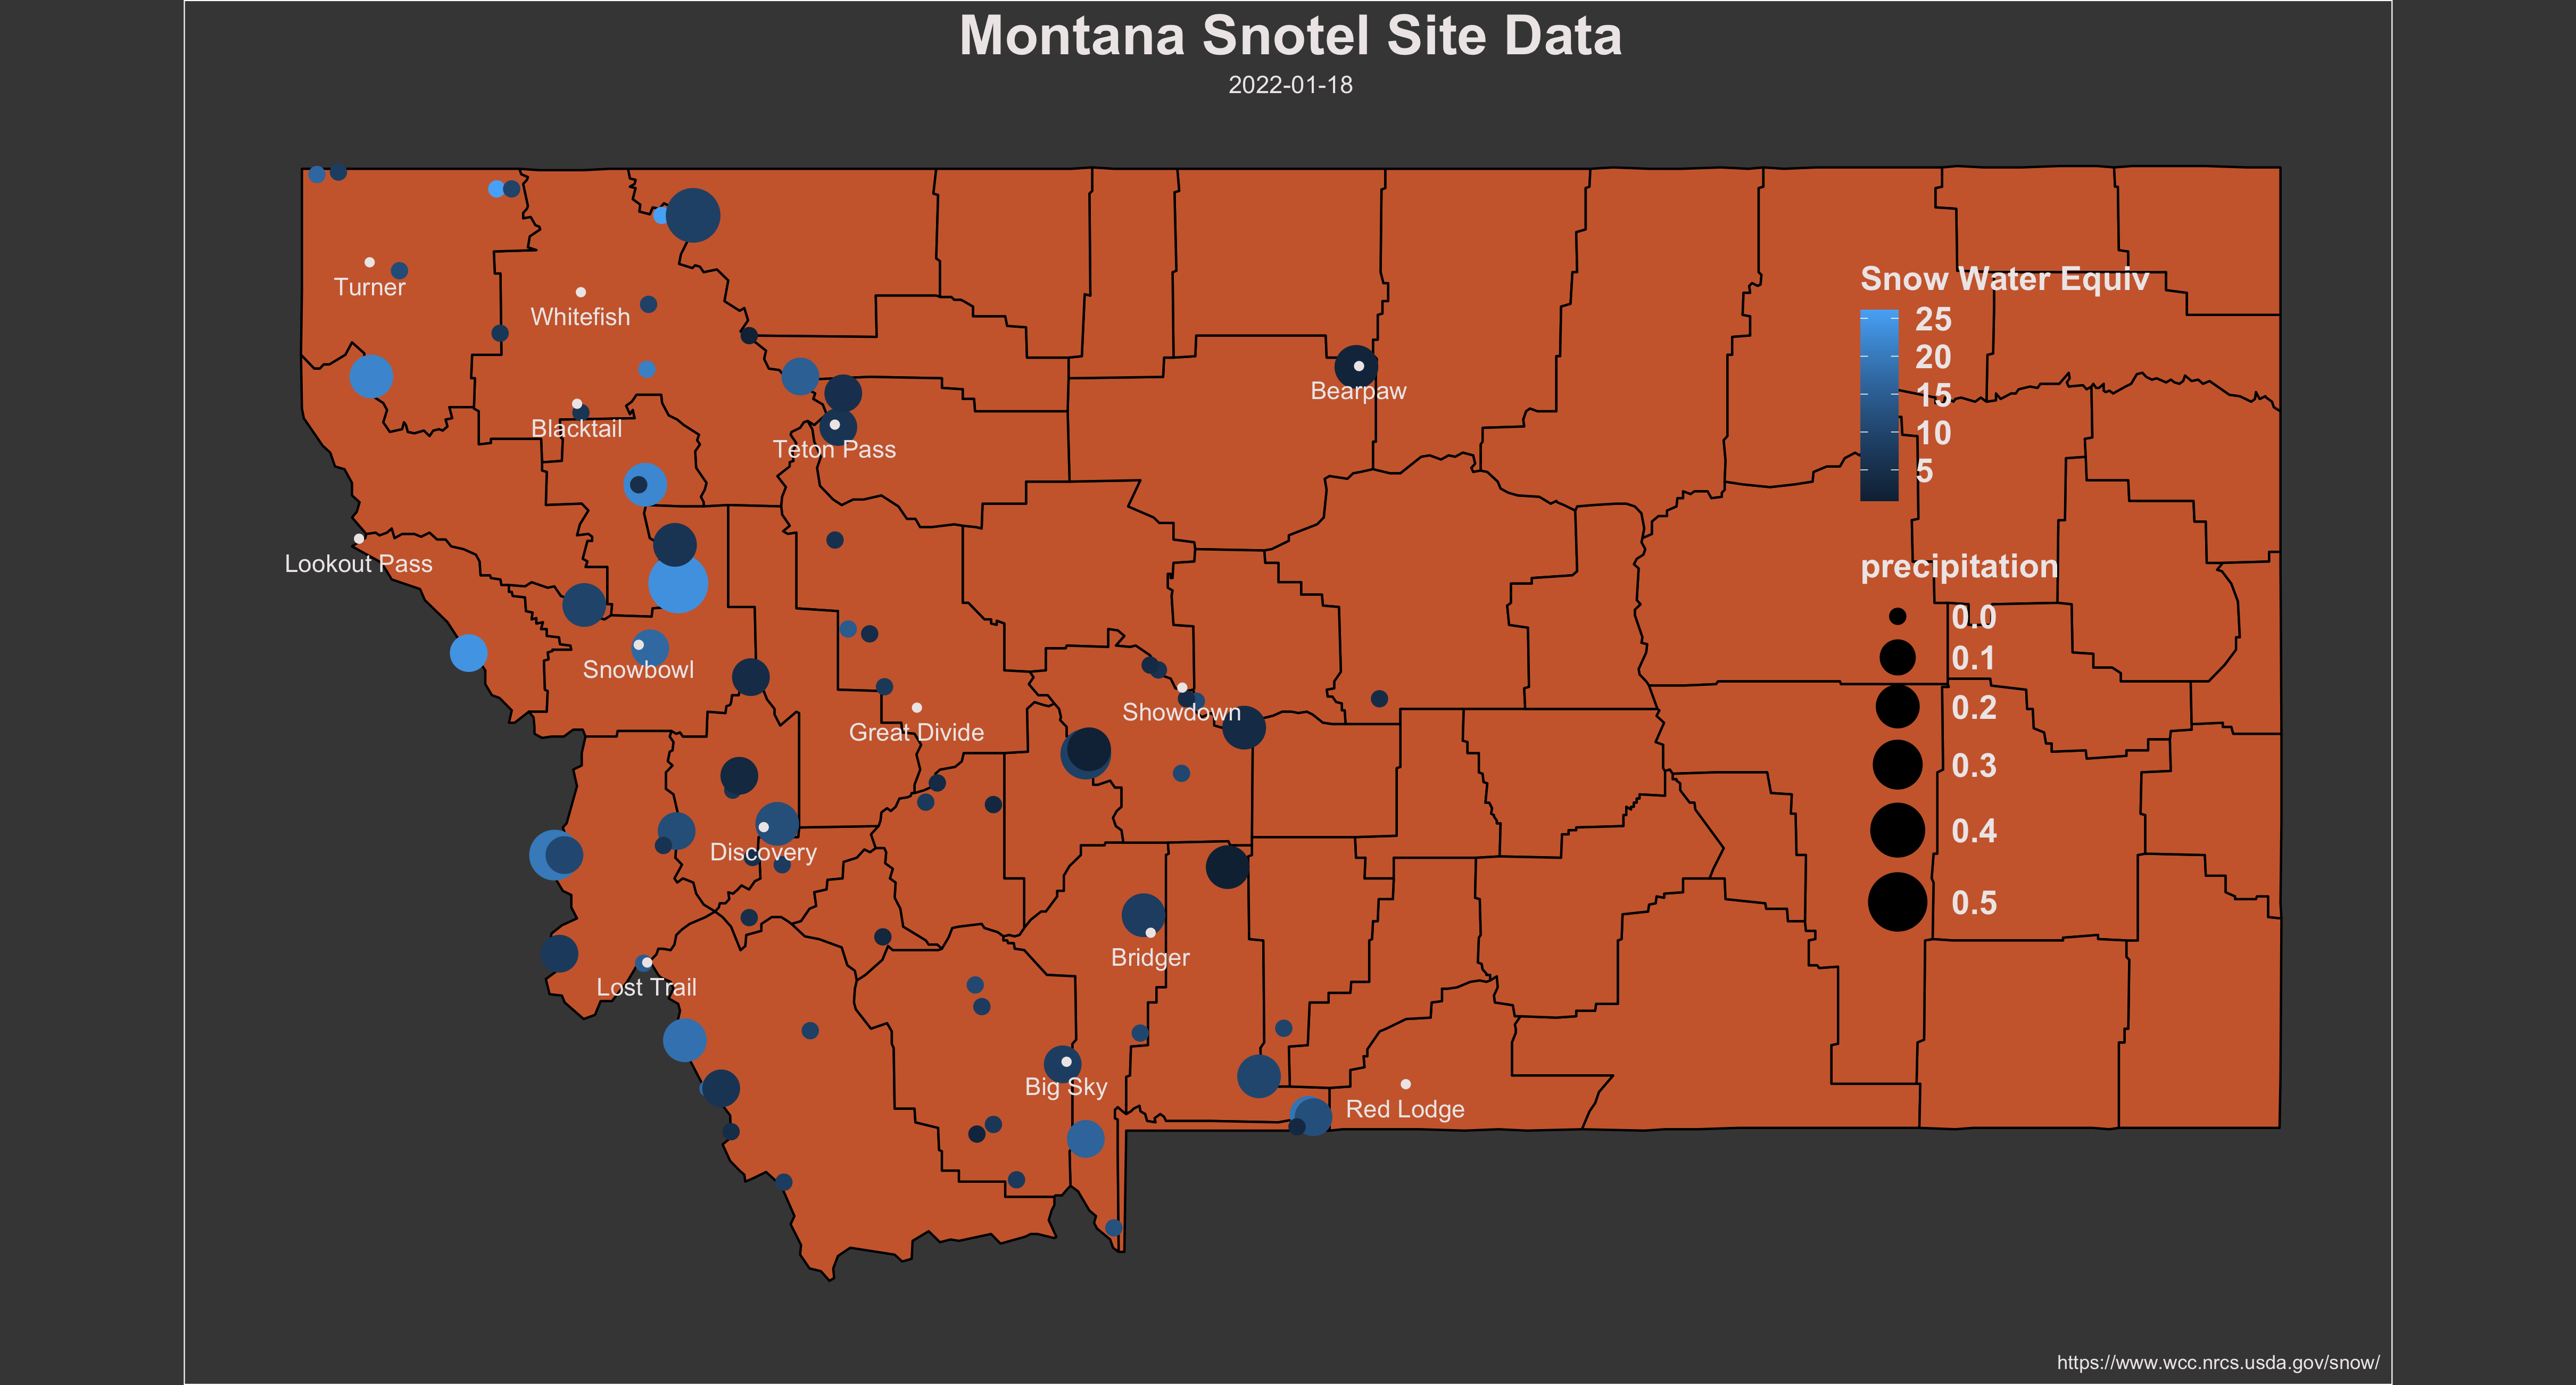 Montana Snotel Site Data
2022-01-18
Turner
Whitefish
Snow Water Equiv
25
20
15
10
5
Bearpaw
Blacktail
Teton Pass
Lookout Pass
precipitation
0.0
0.1
0.2
0.3
0.4
0.5
Snowbowl
Showdown
Great Divide
Discovery
Bridger
Lost Trail
Big Sky
Red Lodge
https://www.wcc.nrcs.usda.gov/snow/